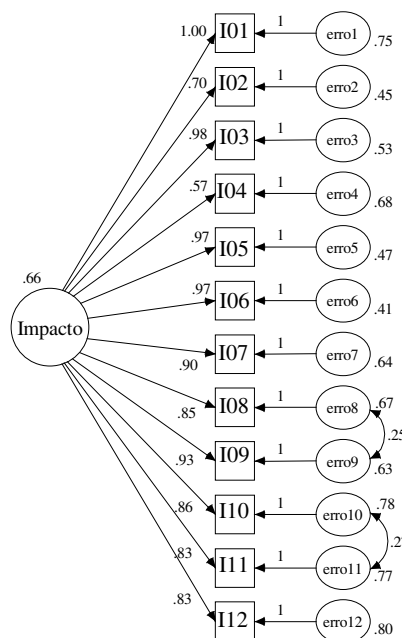 1.00 I01 1 erro1 .75
.70 I02 1 erro2 .45
.98 I03 1 erro3 .53
.57 I04 1 erro4 .68
.97 I05 1 erro5 .47
.66
.97 I06 1 erro6 .41
Impacto
.90 I07 1 erro7 .64
.85 I08 1 erro8 .67
.25
.93 I09 1 erro9 .63
.86 I10 1 erro10 .78
.83 I11 1 erro11 .77
.83 I12 1 erro12 .80